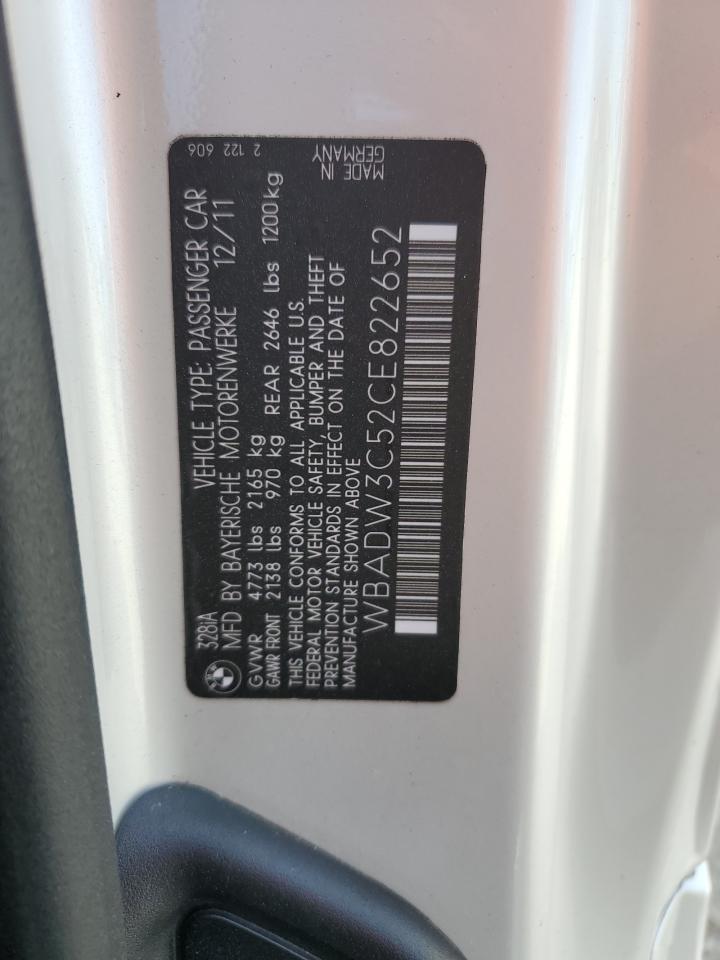 328iA VEHICLE TYPE: PASSENGER CAR
MFD BY BAYERISCHE MOTORENWERKE 12/11
GVWR 4773 lbs 2165 kg
GAWR FRONT 2138 lbs 970 kg REAR 2646 lbs 1200kg
THIS VEHICLE CONFORMS TO ALL APPLICABLE U.S.
FEDERAL MOTOR VEHICLE SAFETY, BUMPER AND THEFT
PREVENTION STANDARDS IN EFFECT ON THE DATE OF
MANUFACTURE SHOWN ABOVE
WBADW3C52CE822652
2 122 606
MADE IN
GERMANY
BMW